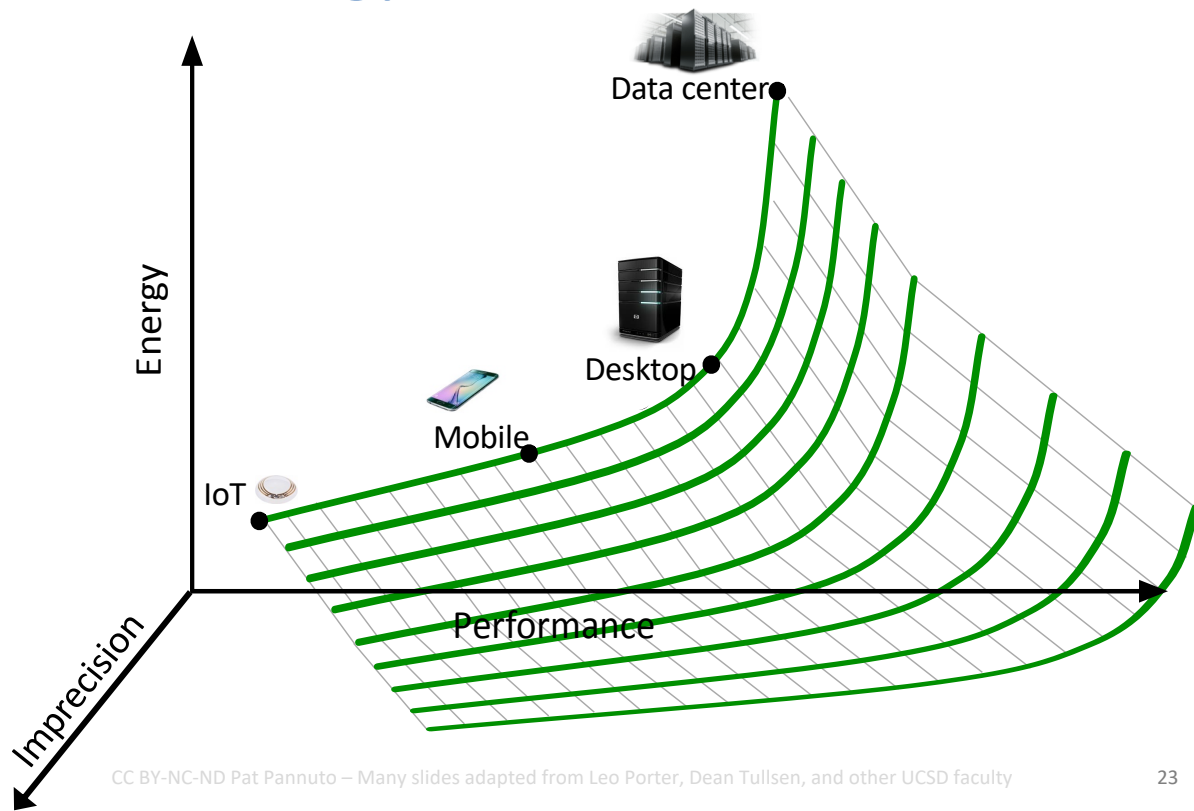 Data center
Energy
Desktop
Mobile
IoT
Performance
Imprecision
CC BY-NC-ND Pat Pannuto – Many slides adapted from Leo Porter, Dean Tullsen, and other UCSD faculty
23